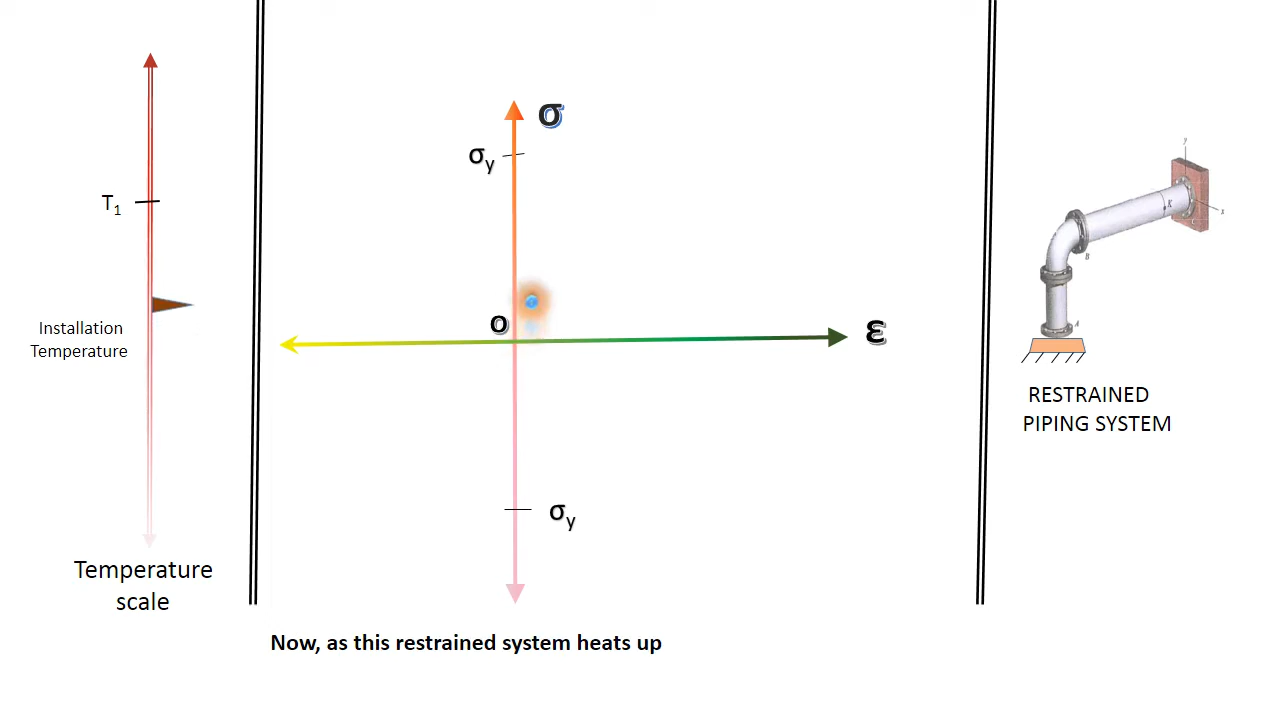 σ
σy
T1
o
ε
Installation
Temperature
σy
Temperature
scale
y
K
x
B
A
RESTRAINED
PIPING SYSTEM
Now, as this restrained system heats up